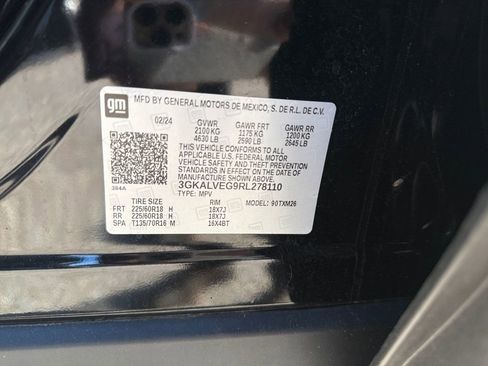 gm
MFD BY GENERAL MOTORS DE MEXICO, S. DE R.L. DE C.V.
02/24 GVWR GAWR FRT GAWR RR
2100 KG 1175 KG 1200 KG
4630 LB 2590 LB 2645 LB
THIS VEHICLE CONFORMS TO ALL
APPLICABLE U.S. FEDERAL MOTOR
VEHICLE SAFETY AND THEFT PREVENTION
STANDARDS IN EFFECT ON THE DATE OF
MANUFACTURE SHOWN ABOVE.
3GKALVEG9RL278110
TYPE: MPV MODEL: 90TXM26
TIRE SIZE RIM
FRT 225/60R18 H 18X7J
RR 225/60R18 H 18X7J
SPA T135/70R16 M 16X4BT